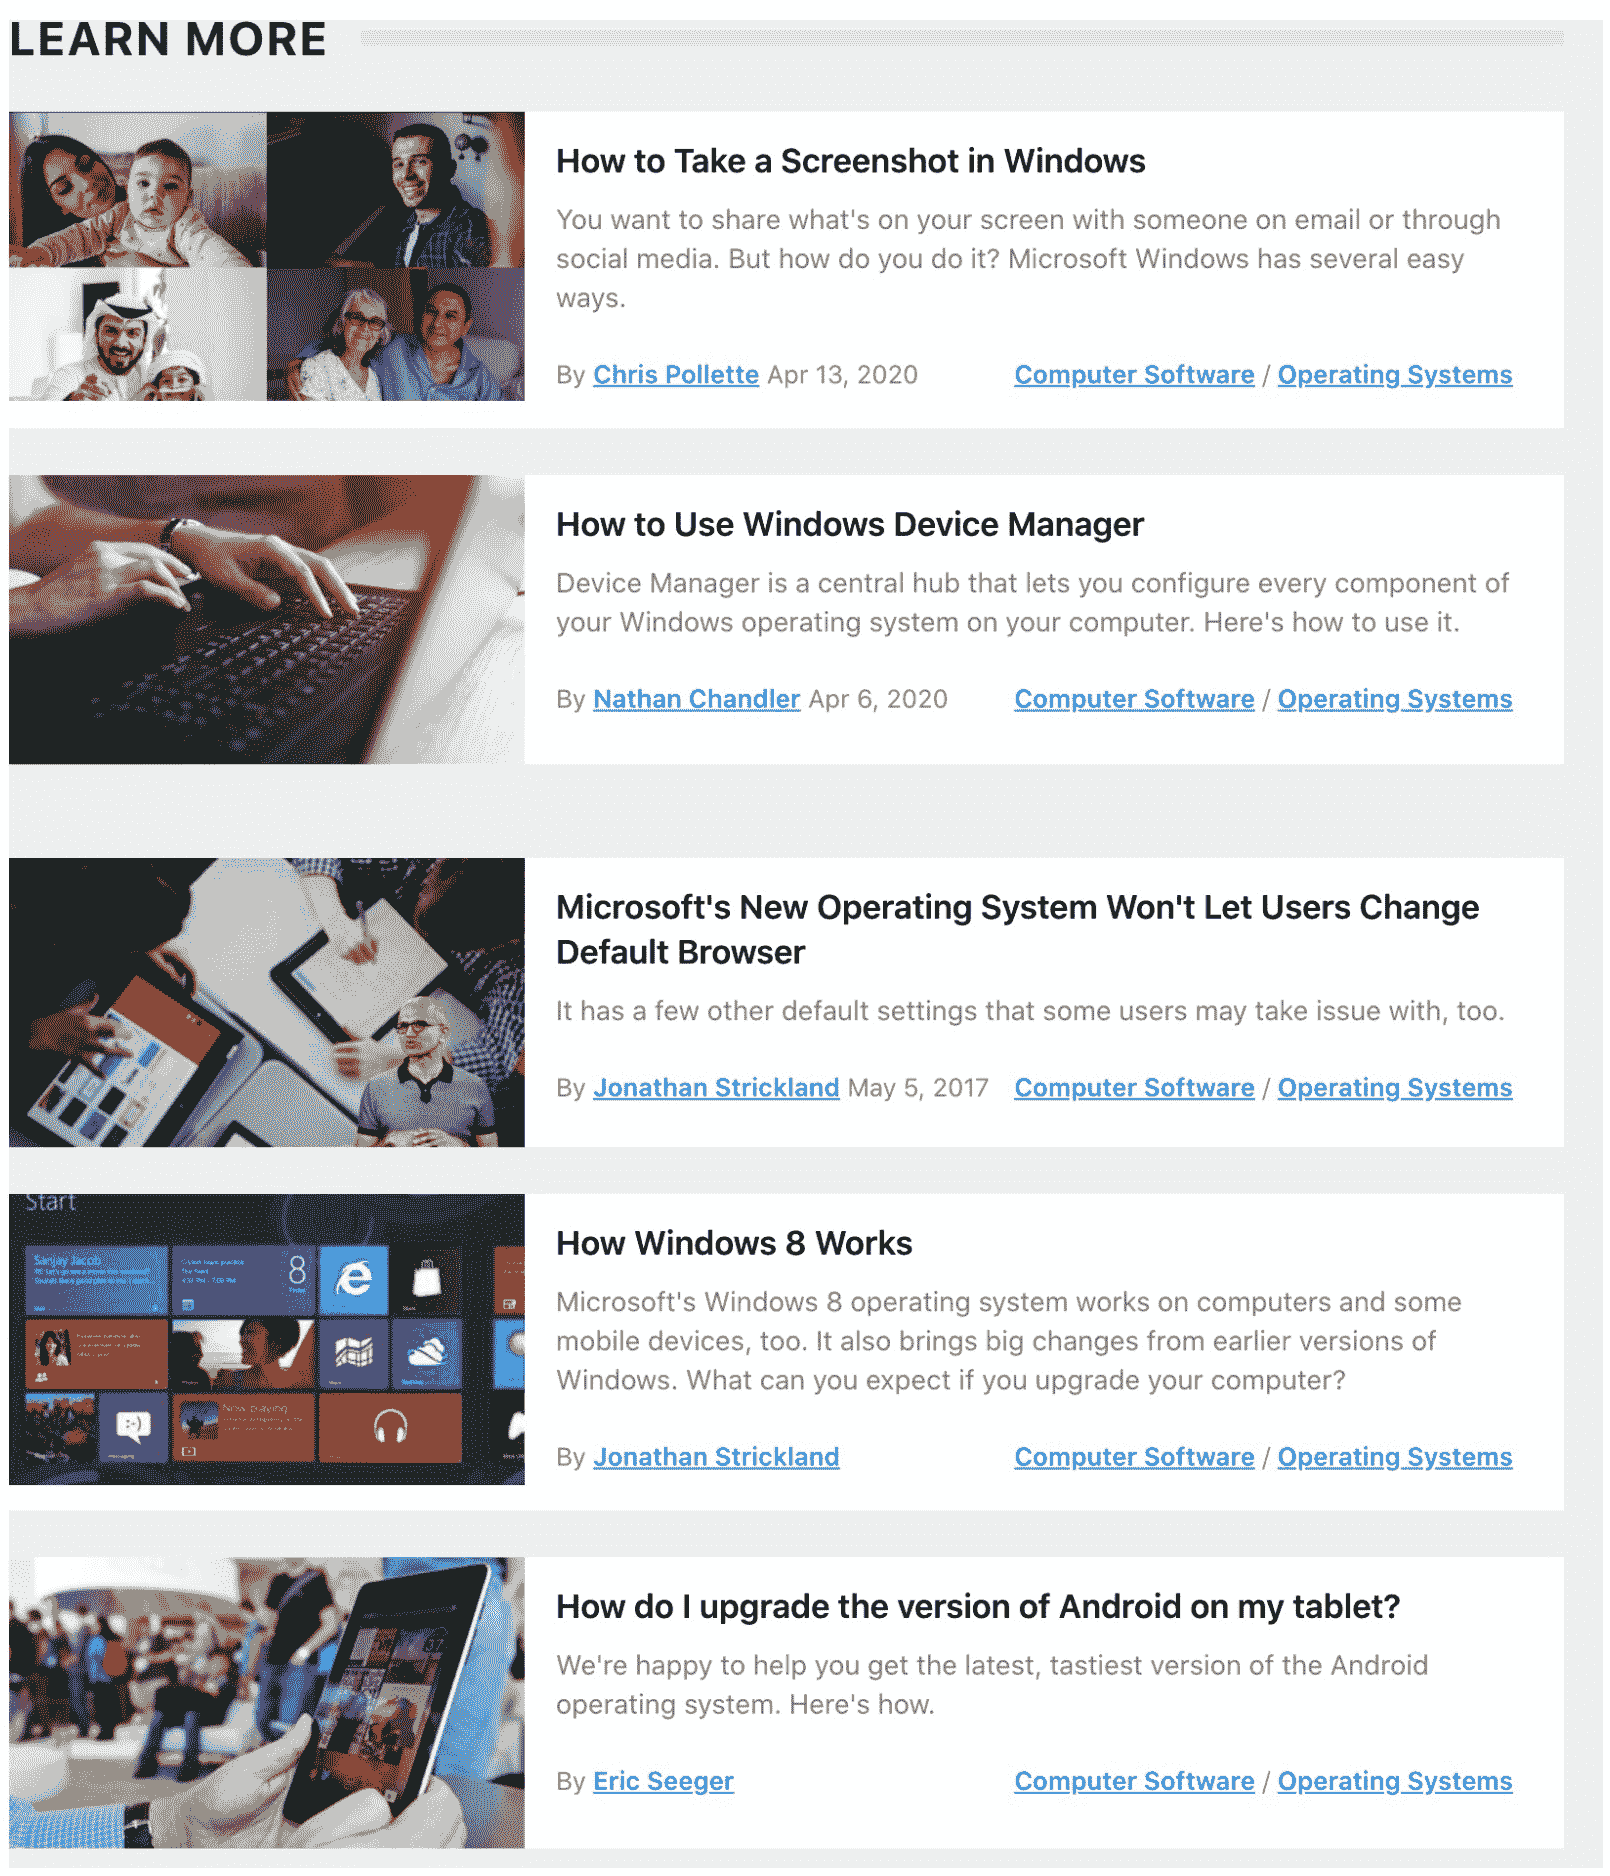 LEARN MORE
How to Take a Screenshot in Windows
You want to share what's on your screen with someone on email or through
social media. But how do you do it? Microsoft Windows has several easy
ways.
By Chris Pollette Apr 13, 2020 Computer Software / Operating Systems
How to Use Windows Device Manager
Device Manager is a central hub that lets you configure every component of
your Windows operating system on your computer. Here's how to use it.
By Nathan Chandler Apr 6, 2020 Computer Software / Operating Systems
Microsoft's New Operating System Won't Let Users Change
Default Browser
It has a few other default settings that some users may take issue with, too.
By Jonathan Strickland May 5, 2017 Computer Software / Operating Systems
Start
Sanjay Jacob
8
Now playing
How Windows 8 Works
Microsoft's Windows 8 operating system works on computers and some
mobile devices, too. It also brings big changes from earlier versions of
Windows. What can you expect if you upgrade your computer?
By Jonathan Strickland Computer Software / Operating Systems
How do I upgrade the version of Android on my tablet?
We're happy to help you get the latest, tastiest version of the Android
operating system. Here's how.
By Eric Seeger Computer Software / Operating Systems